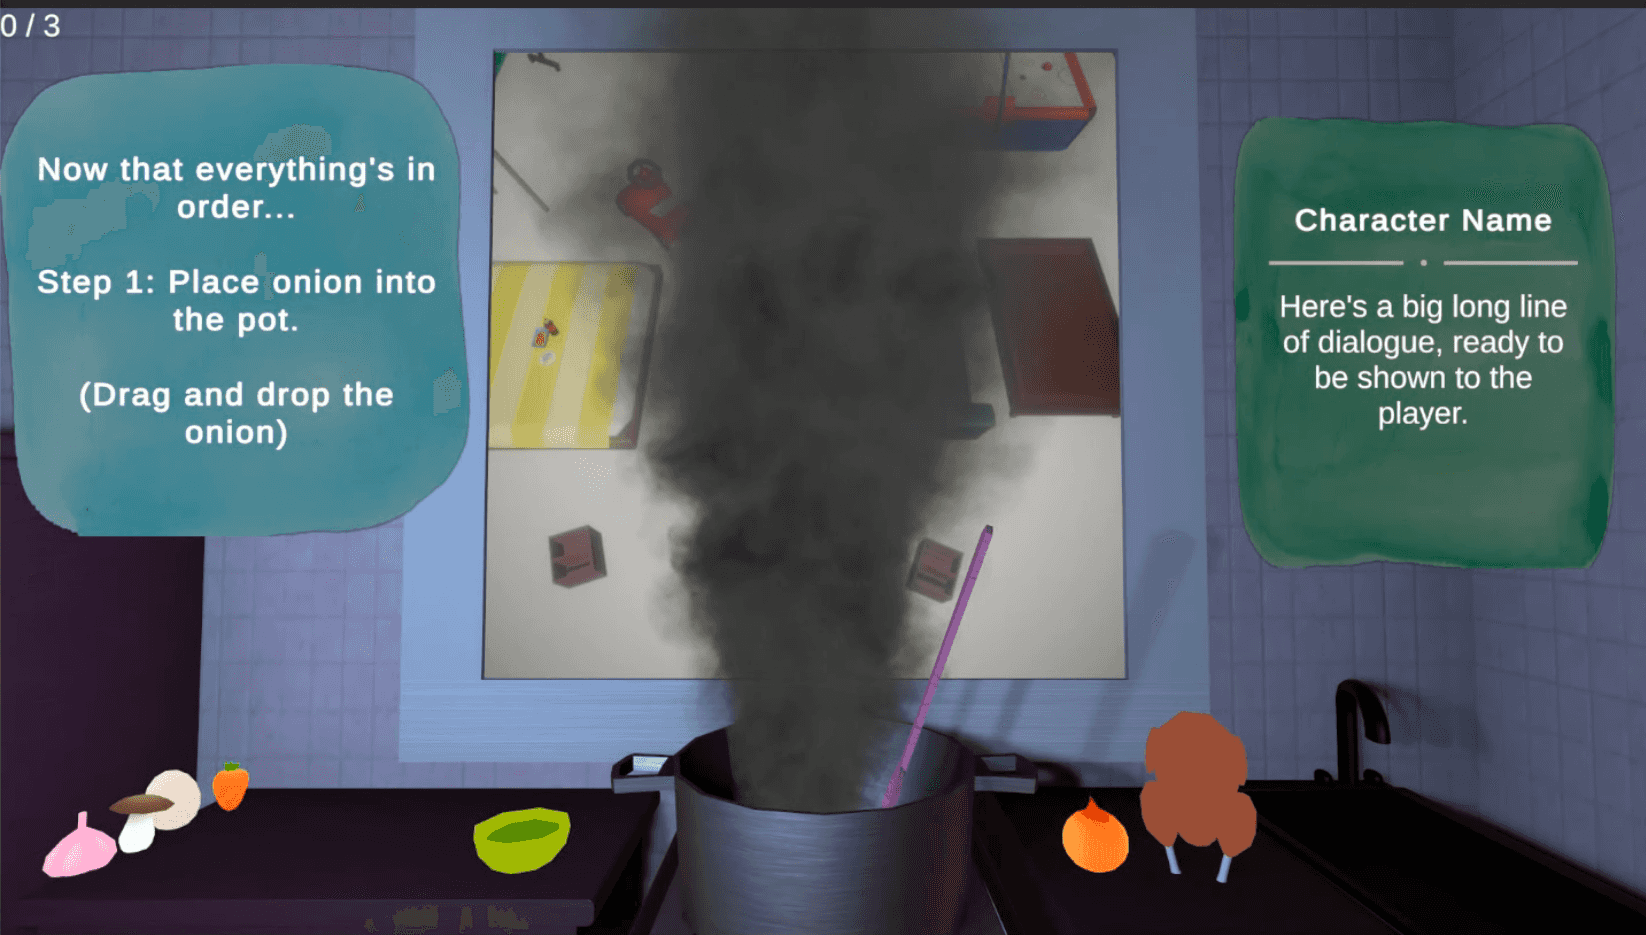 0 / 3
Now that everything's in
order...
Step 1: Place onion into
the pot.
(Drag and drop the
onion)
Character Name
Here's a big long line
of dialogue, ready to
be shown to the
player.